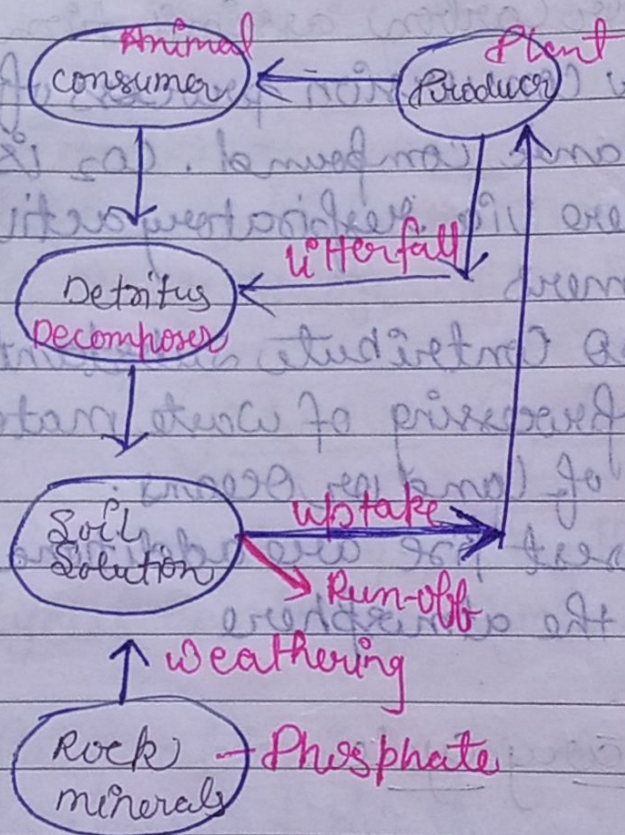 Animal
Consumer
Plant
Producer
Litterfall
Detritus
Decomposer
Soil
Solution
uptake
Run-off
Weathering
Rock
minerals
Phosphate